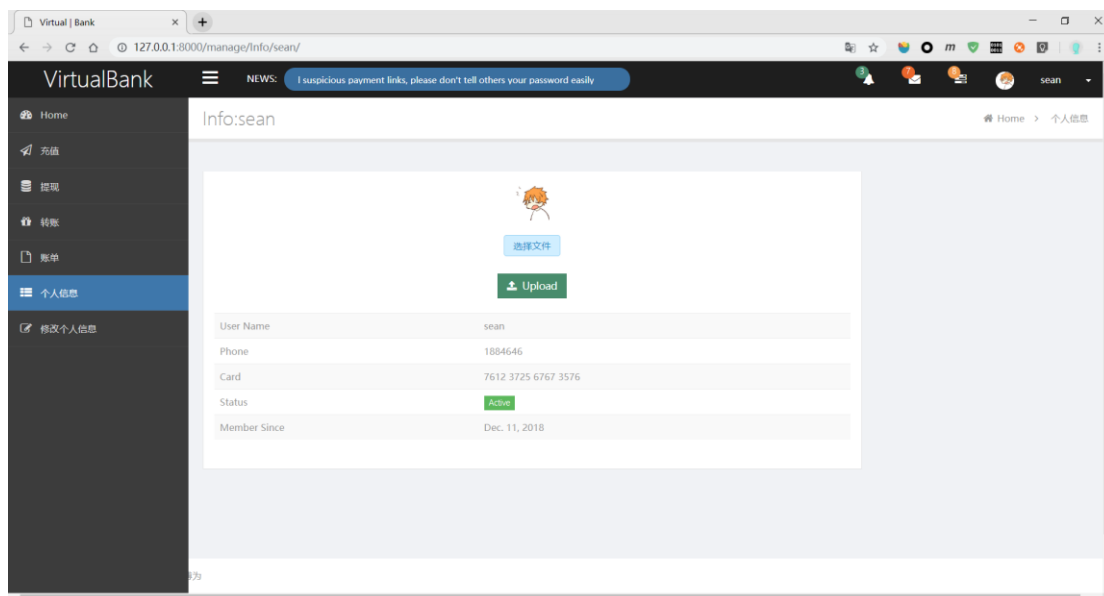 Virtual | Bank
127.0.0.1:8000/manage/Info/sean/
VirtualBank
NEWS:
I suspicious payment links, please don't tell others your password easily
3
7
sean
Home
充值
提现
转账
账单
个人信息
修改个人信息
Info:sean
Home > 个人信息
选择文件
Upload
User Name sean
Phone 1884646
Card 7612 3725 6767 3576
Status Active
Member Since Dec. 11, 2018